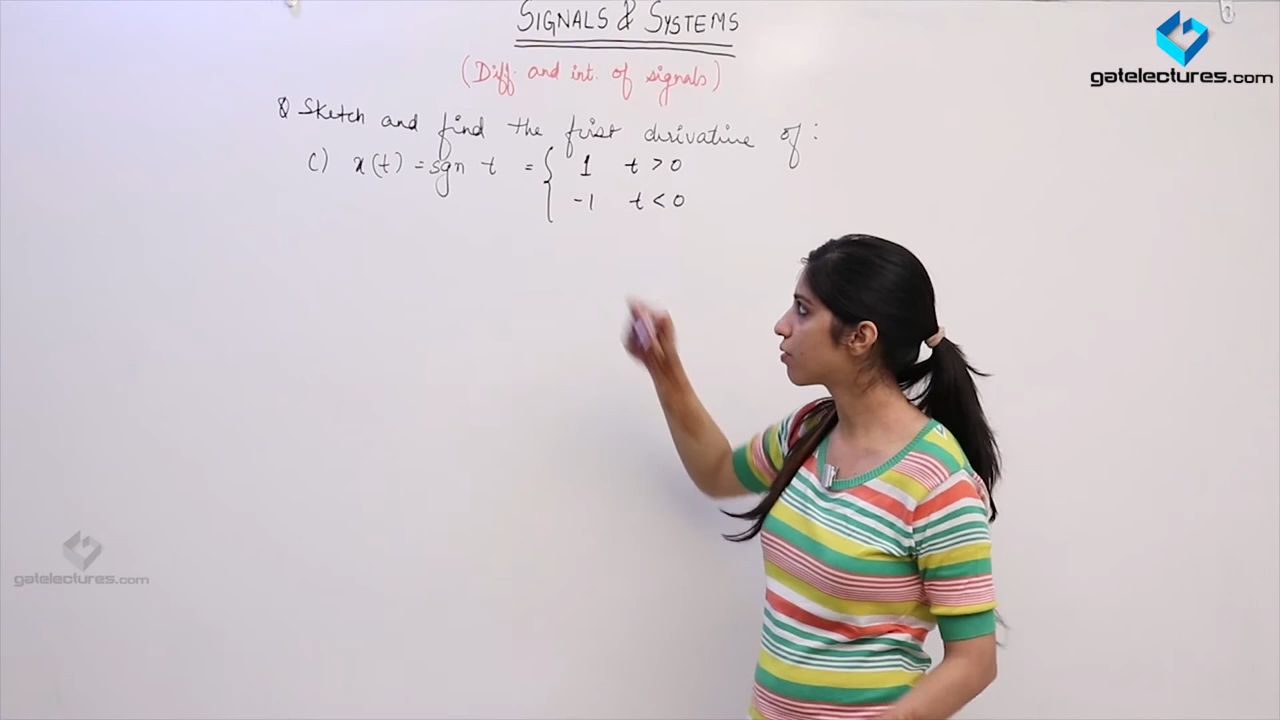 SIGNALS & SYSTEMS
(Diff. and int. of signals)
Q Sketch and find the first derivative of :
c) x(t) = sgn t = { 1 t > 0
-1 t < 0
gatelectures.com
gatelectures.com